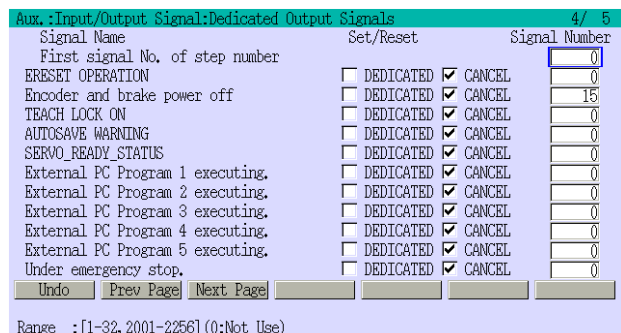 Aux.:Input/Output Signal:Dedicated Output Signals 4/ 5
Signal Name Set/Reset Signal Number
First signal No. of step number 0
ERESET OPERATION DEDICATED CANCEL 0
Encoder and brake power off DEDICATED CANCEL 15
TEACH LOCK ON DEDICATED CANCEL 0
AUTOSAVE WARNING DEDICATED CANCEL 0
SERVO_READY_STATUS DEDICATED CANCEL 0
External PC Program 1 executing. DEDICATED CANCEL 0
External PC Program 2 executing. DEDICATED CANCEL 0
External PC Program 3 executing. DEDICATED CANCEL 0
External PC Program 4 executing. DEDICATED CANCEL 0
External PC Program 5 executing. DEDICATED CANCEL 0
Under emergency stop. DEDICATED CANCEL 0
Undo Prev Page Next Page
Range :[1-32,2001-2256](0:Not Use)